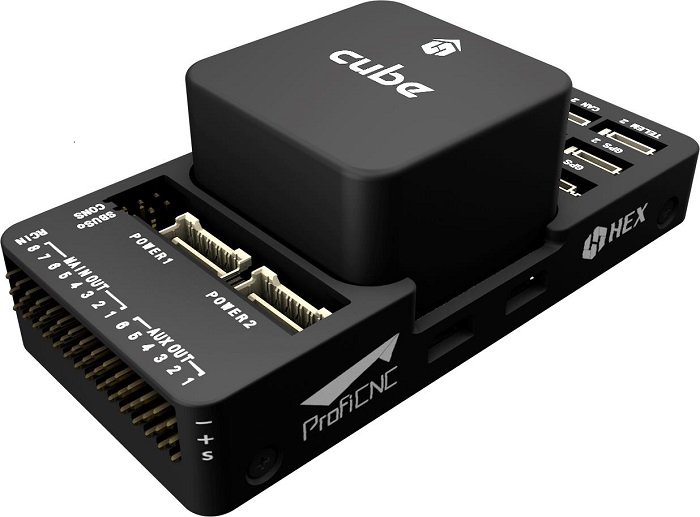 cube
CAN 2
TELEM 2
GPS 2
GPS
HEX
SBUSo
CONS
POWER1
POWER2
RCIN
MAIN OUT
8 7 6 5 4 3 2 1
AUX OUT
6 5 4 3 2 1
ProfiCNC
- + s